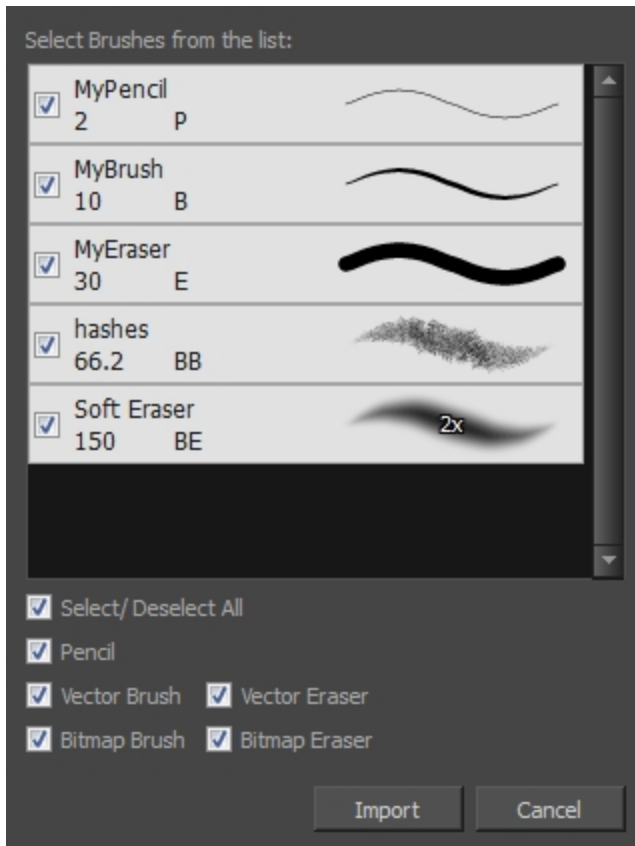 Select Brushes from the list:
MyPencil
2 P
MyBrush
10 B
MyEraser
30 E
hashes
66.2 BB
Soft Eraser
150 BE
2x
Select/ Deselect All
Pencil
Vector Brush Vector Eraser
Bitmap Brush Bitmap Eraser
Import Cancel